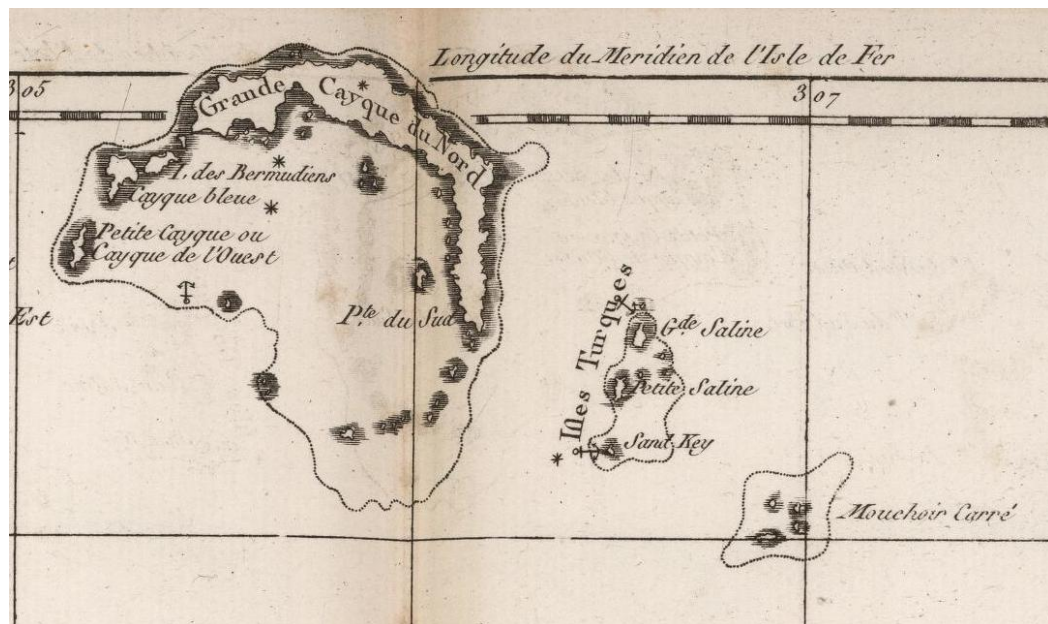 Longitude du Meridien de l'Isle de Fer
305
307
Grande Cayque du Nord
I. des Bermudiens
Cayque bleue
Petite Cayque ou
Cayque de l'Ouest
Est
Pte du Sud
Isles Turques
Gde Saline
Petite Saline
Sand Key
Mouchoir Carré